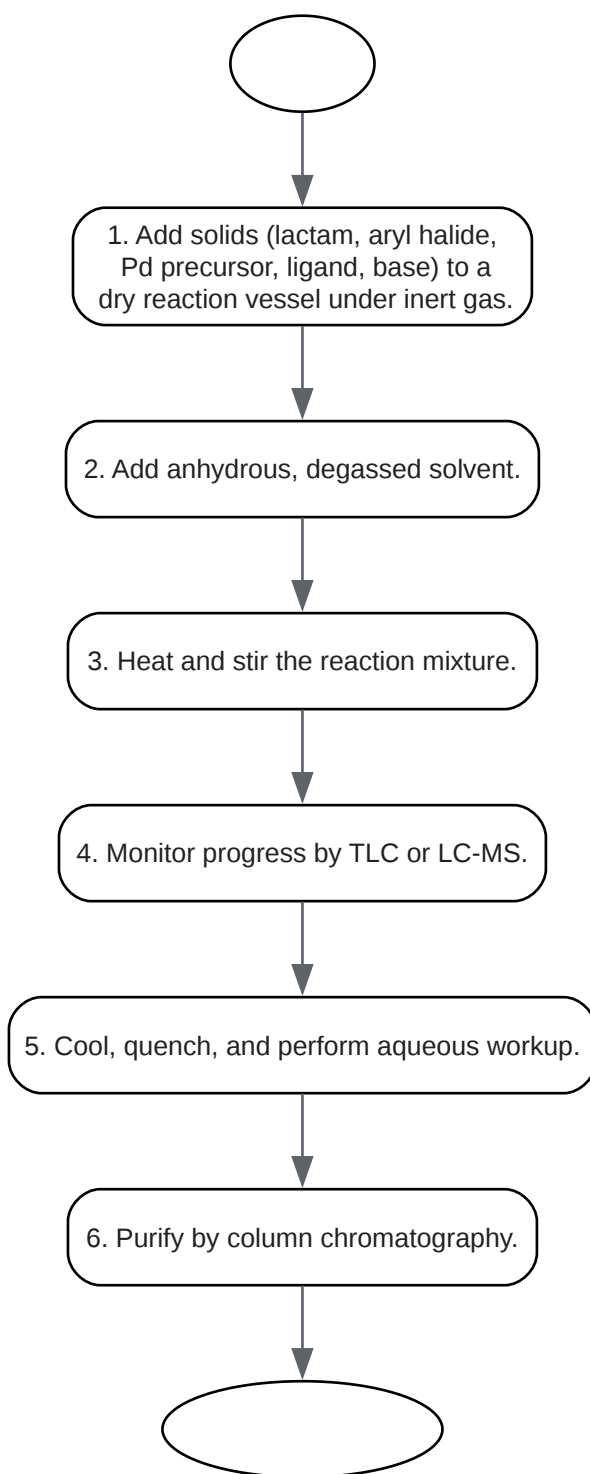 1. Add solids (lactam, aryl halide,
Pd precursor, ligand, base) to a
dry reaction vessel under inert gas.
2. Add anhydrous, degassed solvent.
3. Heat and stir the reaction mixture.
4. Monitor progress by TLC or LC-MS.
5. Cool, quench, and perform aqueous workup.
6. Purify by column chromatography.